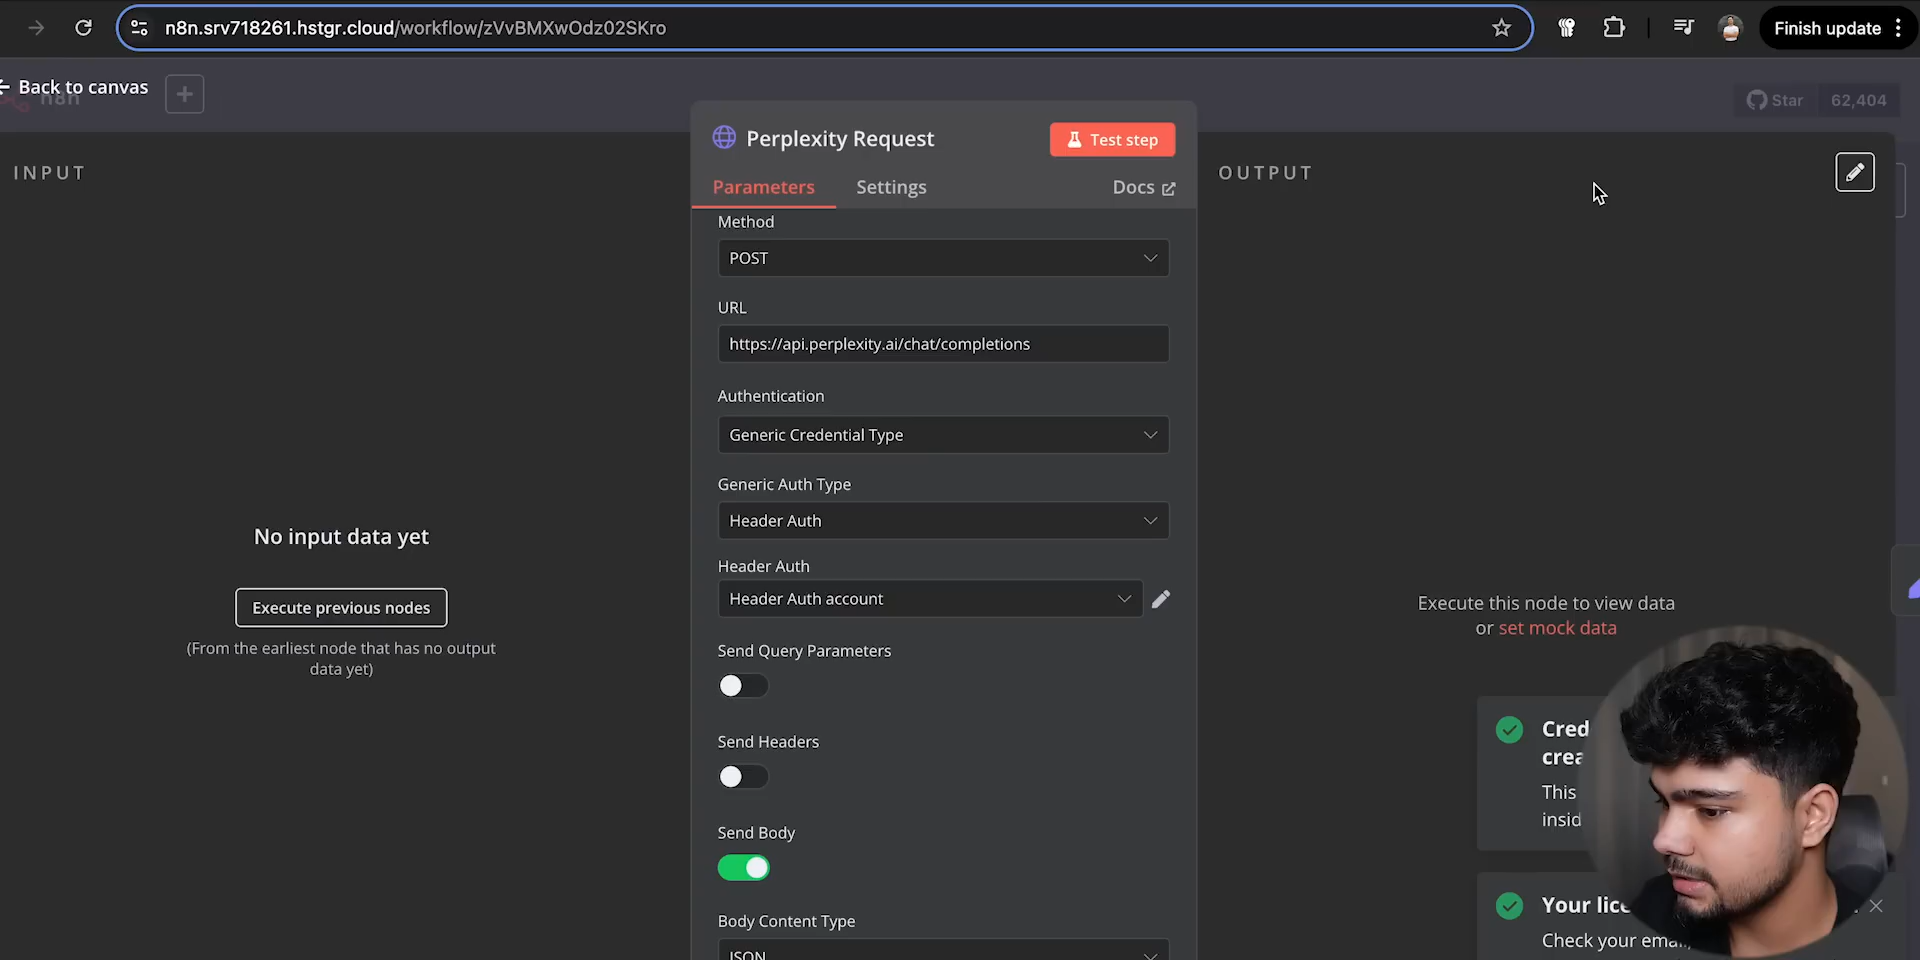 n8n.srv718261.hstgr.cloud/workflow/zVvBMXwOdz02SKro
Finish update
Back to canvas
n8n
Star 62,404
INPUT
Perplexity Request
Test step
OUTPUT
Parameters
Settings
Docs
Method
POST
URL
https://api.perplexity.ai/chat/completions
Authentication
Generic Credential Type
Generic Auth Type
Header Auth
Header Auth
Header Auth account
Send Query Parameters
Send Headers
Send Body
Body Content Type
JSON
No input data yet
Execute previous nodes
(From the earliest node that has no output
data yet)
Execute this node to view data
or set mock data
Cred
crea
This
insid
Your lice
Check your email,